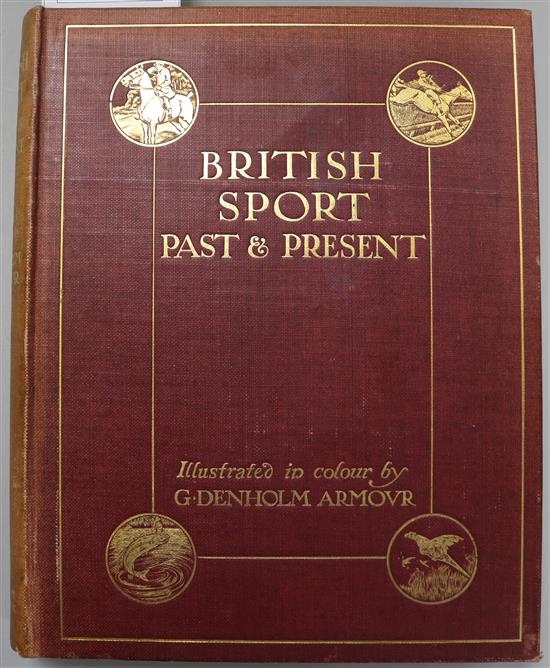 BRITISH
SPORT
PAST & PRESENT
Illustrated in colour by
G·DENHOLM ARMOVR